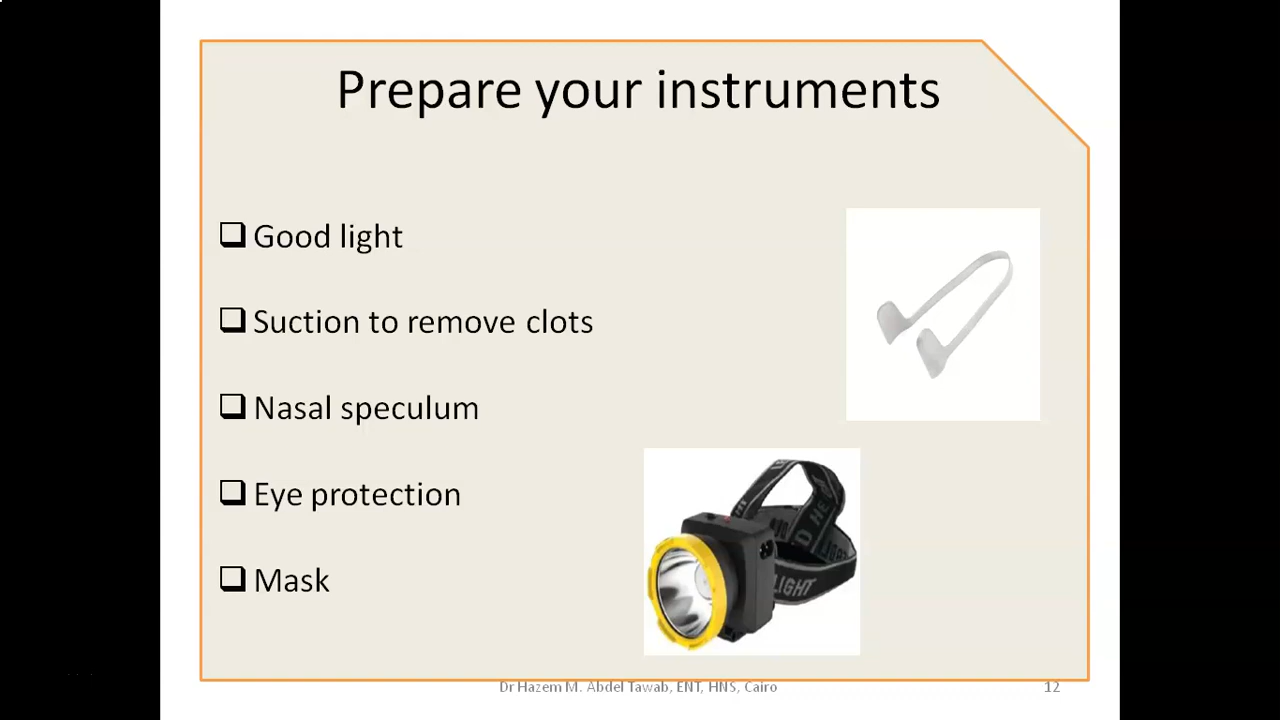 Prepare your instruments
Good light
Suction to remove clots
Nasal speculum
Eye protection
Mask
LIGHT
Dr Hazem M. Abdel Tawab, ENT, HNS, Cairo
12